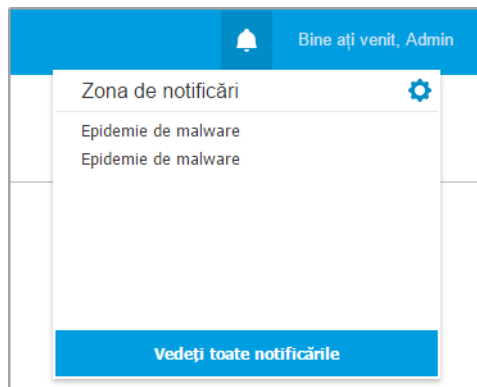 Bine ați venit, Admin
Zona de notificări
Epidemie de malware
Epidemie de malware
Vedeți toate notificările